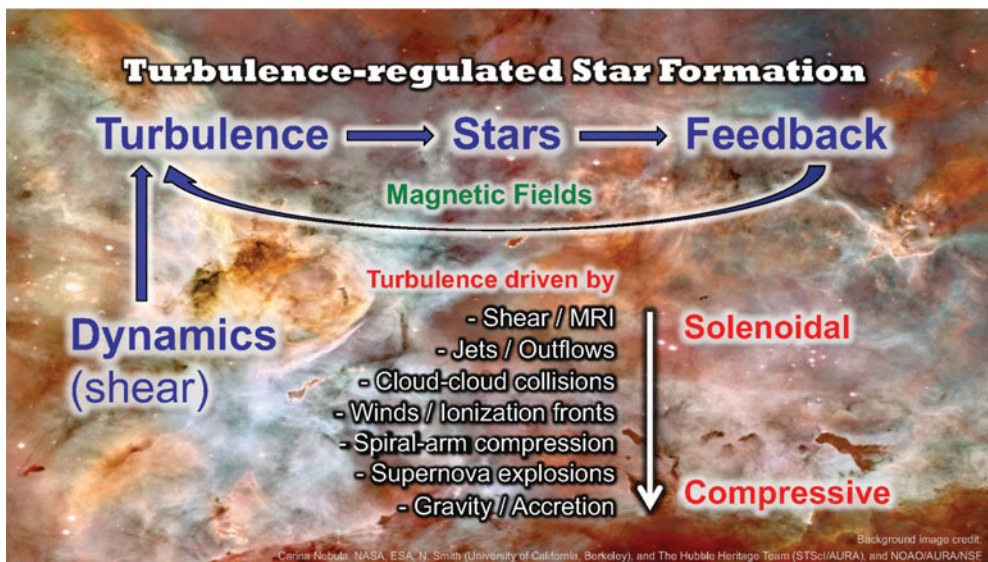 Turbulence-regulated Star Formation
Turbulence Stars Feedback
Magnetic Fields
Turbulence driven by
Dynamics
(shear)
- Shear / MRI
- Jets / Outflows
- Cloud-cloud collisions
- Winds / Ionization fronts
- Spiral-arm compression
- Supernova explosions
- Gravity / Accretion
Solenoidal
Compressive
Background image credit:
Carina Nebula, NASA, ESA, N. Smith (University of California, Berkeley), and The Hubble Heritage Team (STScI/AURA), and NOAO/AURA/NSF